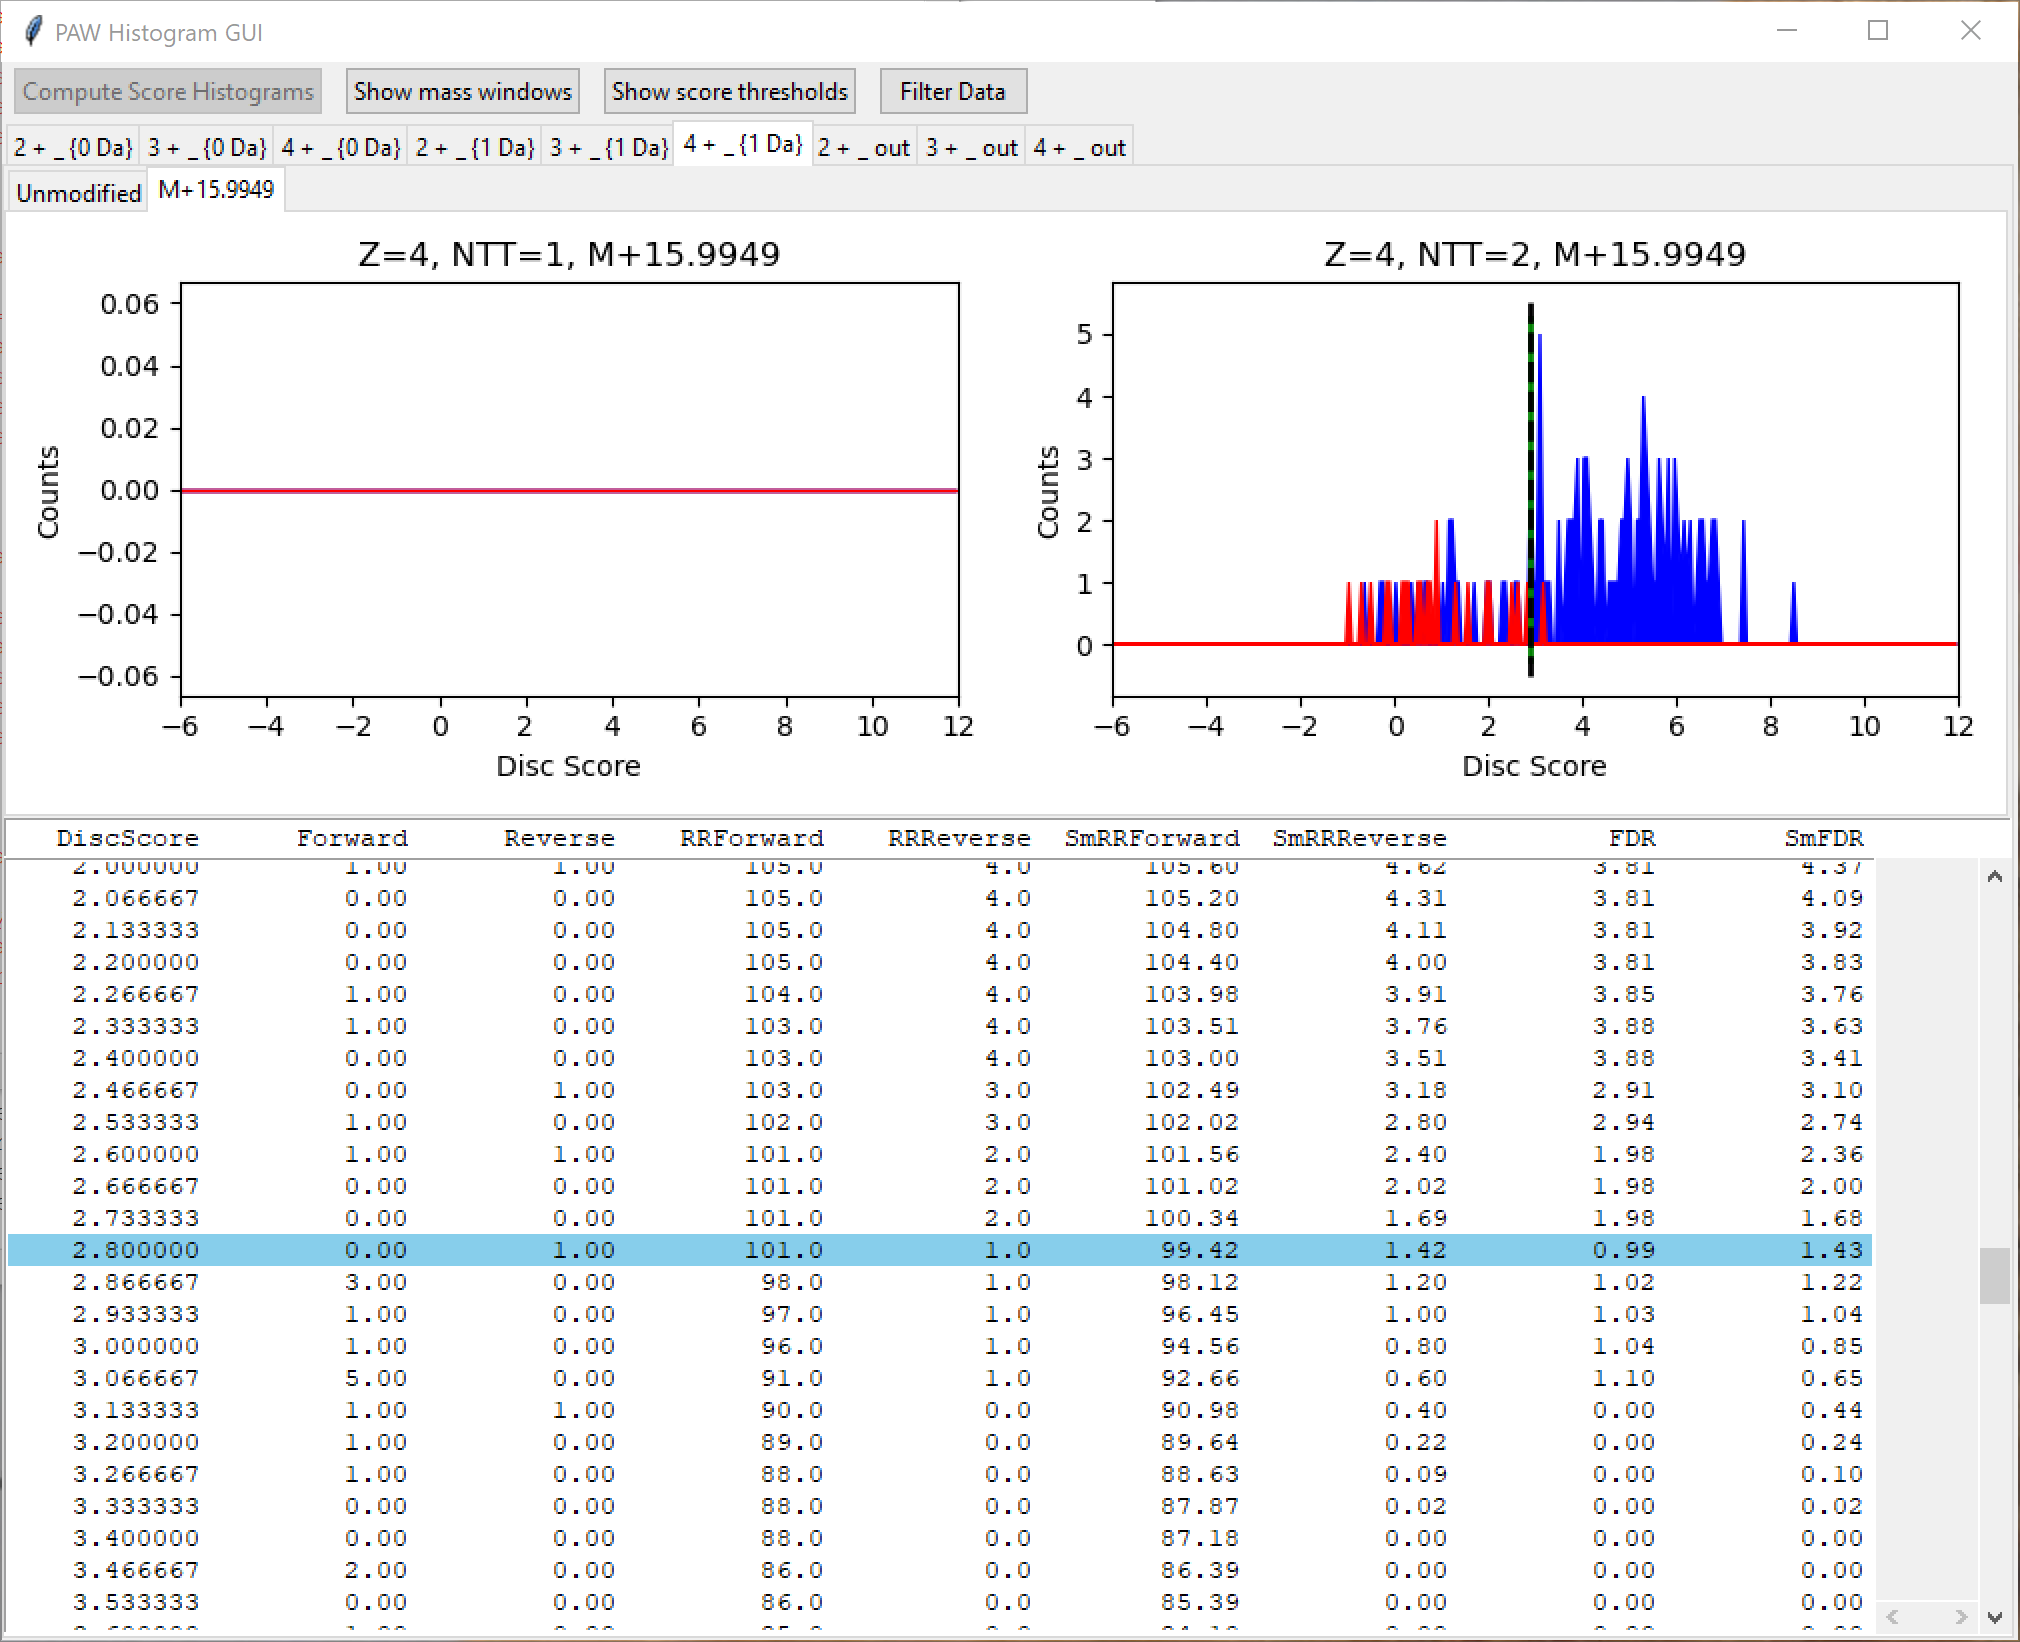 PAW Histogram GUI
Compute Score Histograms Show mass windows Show score thresholds Filter Data
2 + _ {0 Da} 3 + _ {0 Da} 4 + _ {0 Da} 2 + _ {1 Da} 3 + _ {1 Da} 4 + _ {1 Da} 2 + _ out 3 + _ out 4 + _ out
Unmodified M+15.9949
Z=4, NTT=1, M+15.9949
0.06
0.04
0.02
0.00
−0.02
−0.04
−0.06
Counts
−6 −4 −2 0 2 4 6 8 10 12
Disc Score
Z=4, NTT=2, M+15.9949
5
4
3
2
1
0
Counts
−6 −4 −2 0 2 4 6 8 10 12
Disc Score
DiscScore Forward Reverse RRForward RRReverse SmRRForward SmRRReverse FDR SmFDR
2.000000 1.00 1.00 105.0 4.0 105.60 4.62 3.81 4.37
2.066667 0.00 0.00 105.0 4.0 105.20 4.31 3.81 4.09
2.133333 0.00 0.00 105.0 4.0 104.80 4.11 3.81 3.92
2.200000 0.00 0.00 105.0 4.0 104.40 4.00 3.81 3.83
2.266667 1.00 0.00 104.0 4.0 103.98 3.91 3.85 3.76
2.333333 1.00 0.00 103.0 4.0 103.51 3.76 3.88 3.63
2.400000 0.00 0.00 103.0 4.0 103.00 3.51 3.88 3.41
2.466667 0.00 1.00 103.0 3.0 102.49 3.18 2.91 3.10
2.533333 1.00 0.00 102.0 3.0 102.02 2.80 2.94 2.74
2.600000 1.00 1.00 101.0 2.0 101.56 2.40 1.98 2.36
2.666667 0.00 0.00 101.0 2.0 101.02 2.02 1.98 2.00
2.733333 0.00 0.00 101.0 2.0 100.34 1.69 1.98 1.68
2.800000 0.00 1.00 101.0 1.0 99.42 1.42 0.99 1.43
2.866667 3.00 0.00 98.0 1.0 98.12 1.20 1.02 1.22
2.933333 1.00 0.00 97.0 1.0 96.45 1.00 1.03 1.04
3.000000 1.00 0.00 96.0 1.0 94.56 0.80 1.04 0.85
3.066667 5.00 0.00 91.0 1.0 92.66 0.60 1.10 0.65
3.133333 1.00 1.00 90.0 0.0 90.98 0.40 0.00 0.44
3.200000 1.00 0.00 89.0 0.0 89.64 0.22 0.00 0.24
3.266667 1.00 0.00 88.0 0.0 88.63 0.09 0.00 0.10
3.333333 0.00 0.00 88.0 0.0 87.87 0.02 0.00 0.02
3.400000 0.00 0.00 88.0 0.0 87.18 0.00 0.00 0.00
3.466667 2.00 0.00 86.0 0.0 86.39 0.00 0.00 0.00
3.533333 0.00 0.00 86.0 0.0 85.39 0.00 0.00 0.00